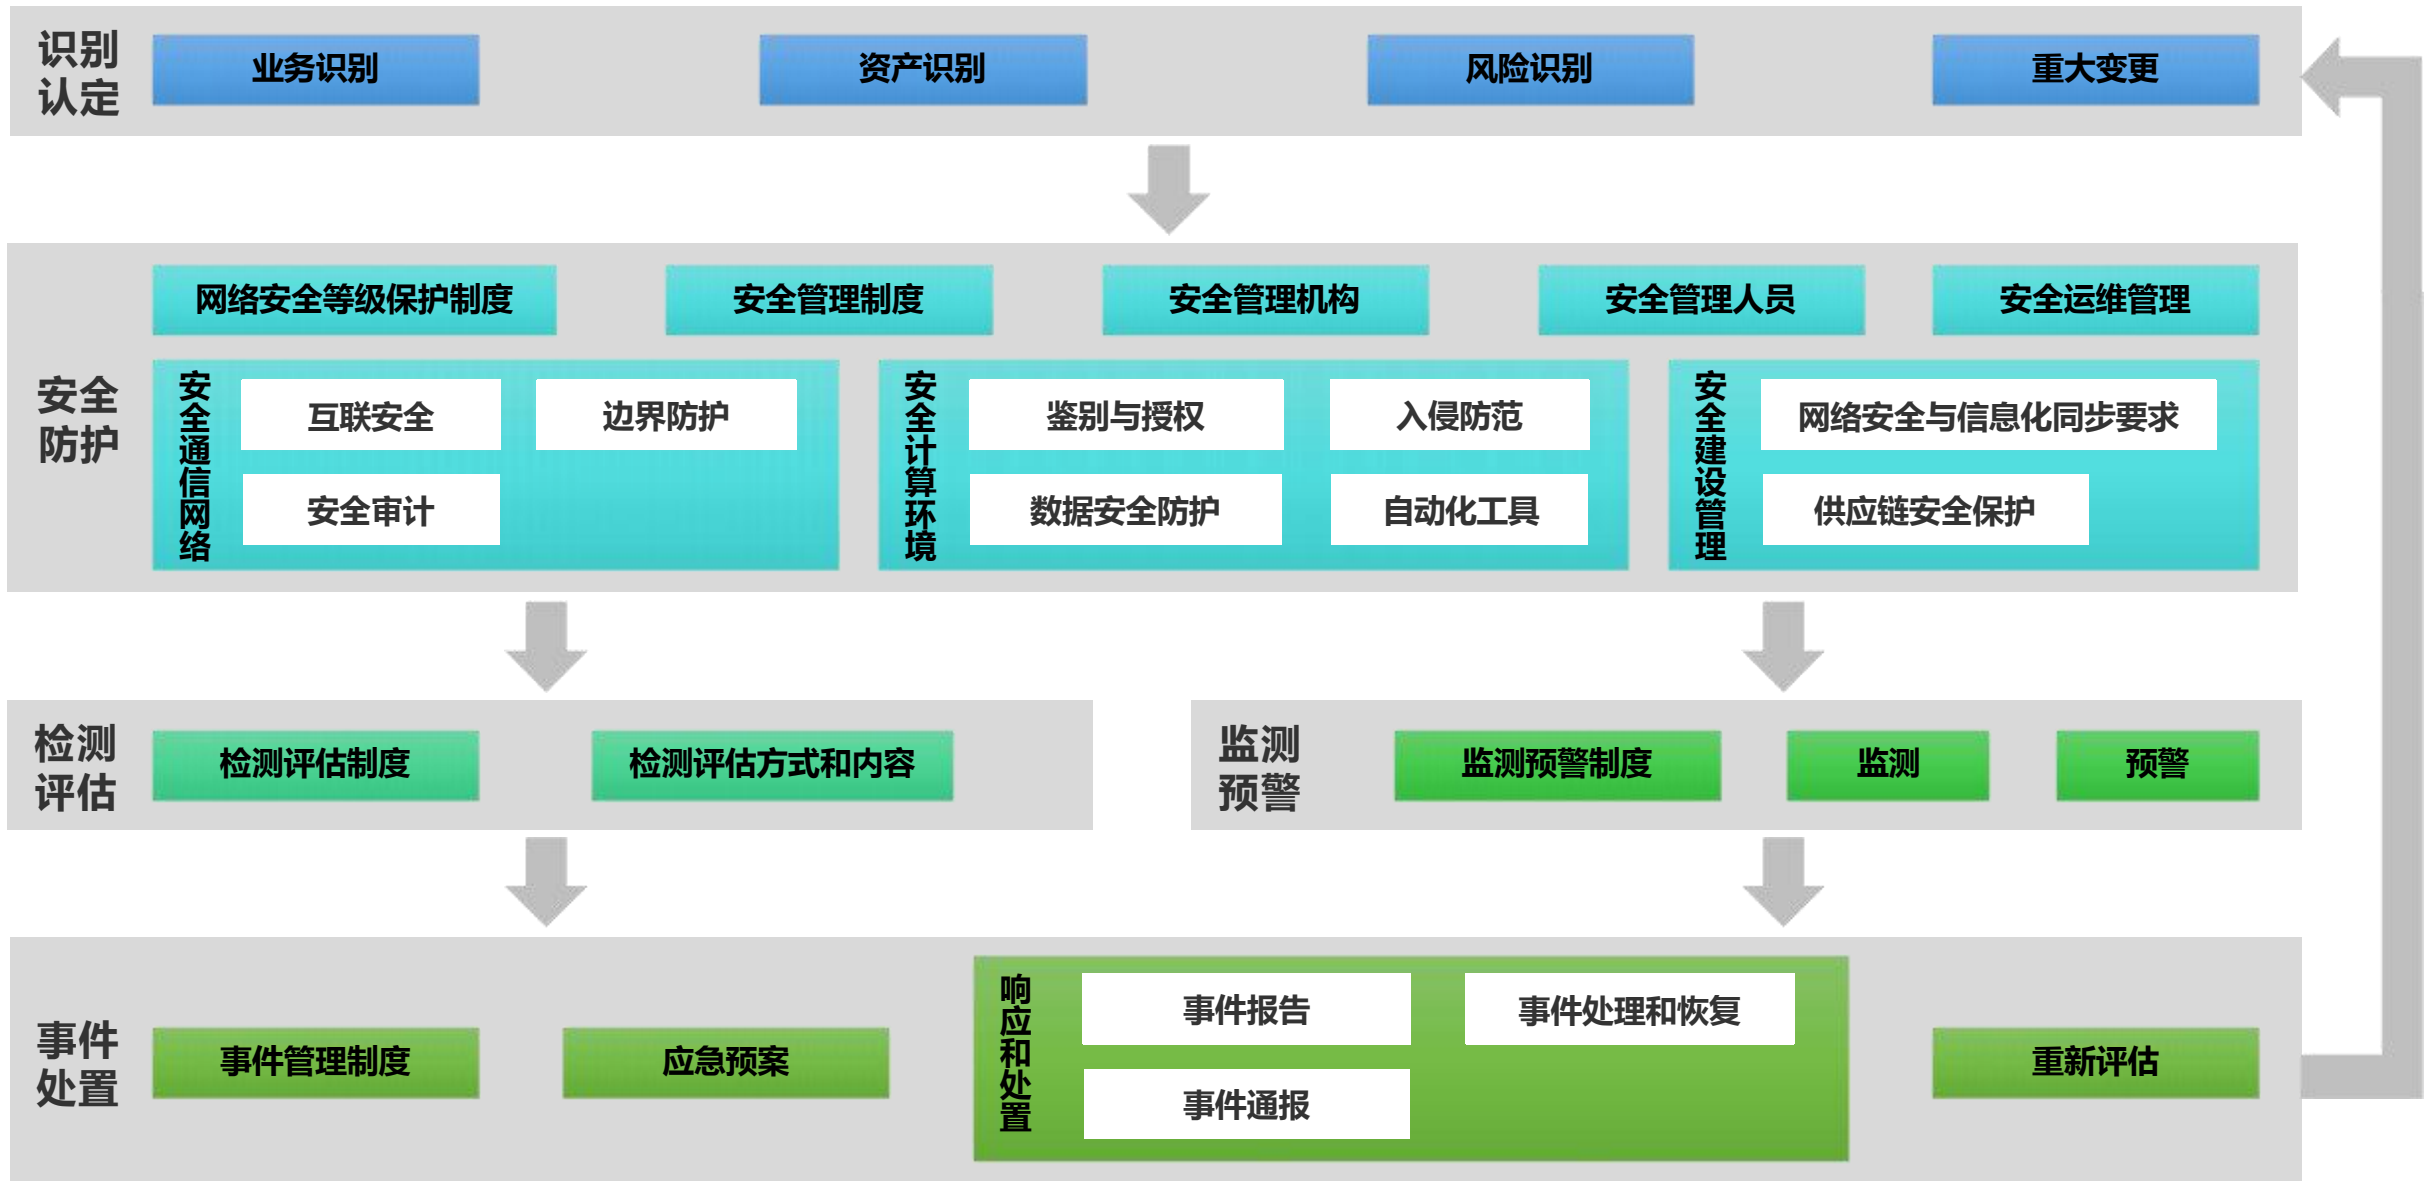 识别
认定
业务识别
资产识别
风险识别
重大变更
安全
防护
网络安全等级保护制度
安全管理制度
安全管理机构
安全管理人员
安全运维管理
安全通信网络
互联安全
边界防护
安全审计
安全计算环境
鉴别与授权
入侵防范
数据安全防护
自动化工具
安全建设管理
网络安全与信息化同步要求
供应链安全保护
检测
评估
检测评估制度
检测评估方式和内容
监测
预警
监测预警制度
监测
预警
事件
处置
事件管理制度
应急预案
响应和处置
事件报告
事件处理和恢复
事件通报
重新评估